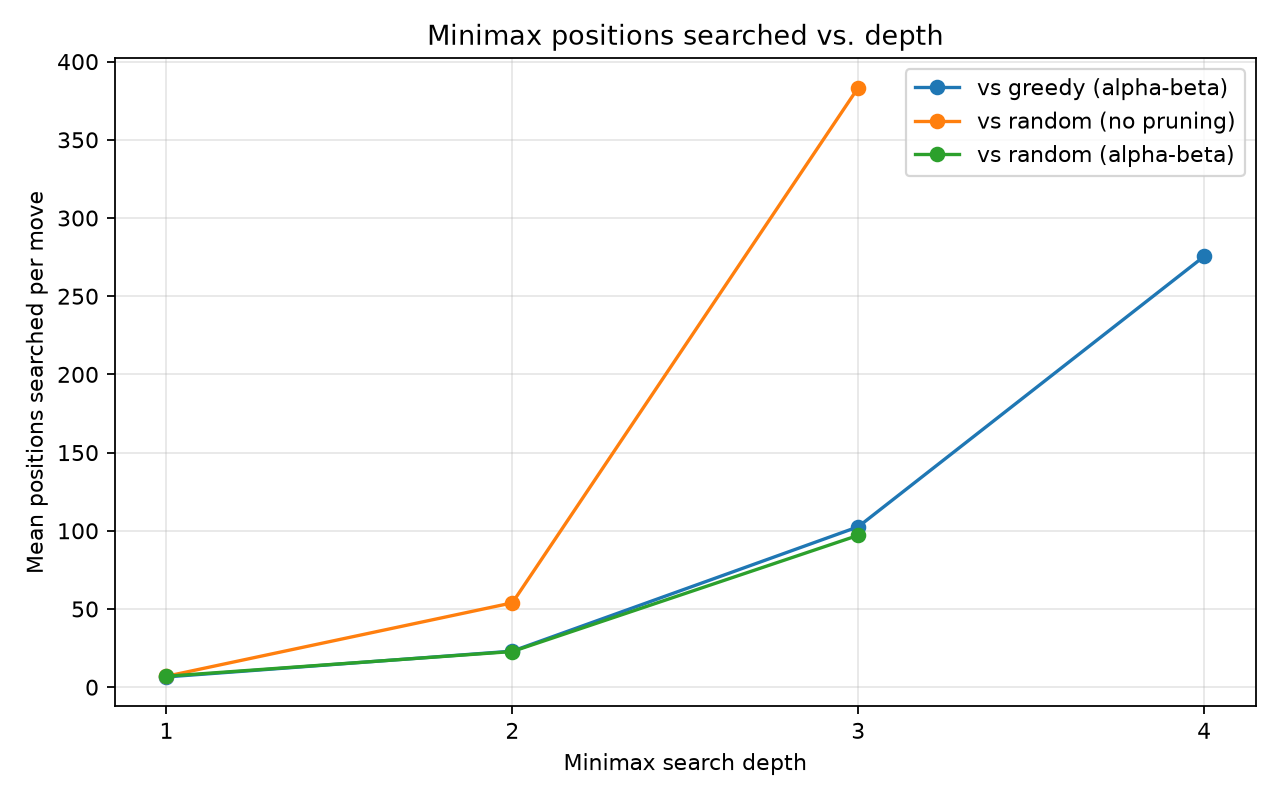 Minimax positions searched vs. depth
400
350
300
250
200
150
100
50
0
Mean positions searched per move
vs greedy (alpha-beta)
vs random (no pruning)
vs random (alpha-beta)
1 2 3 4
Minimax search depth